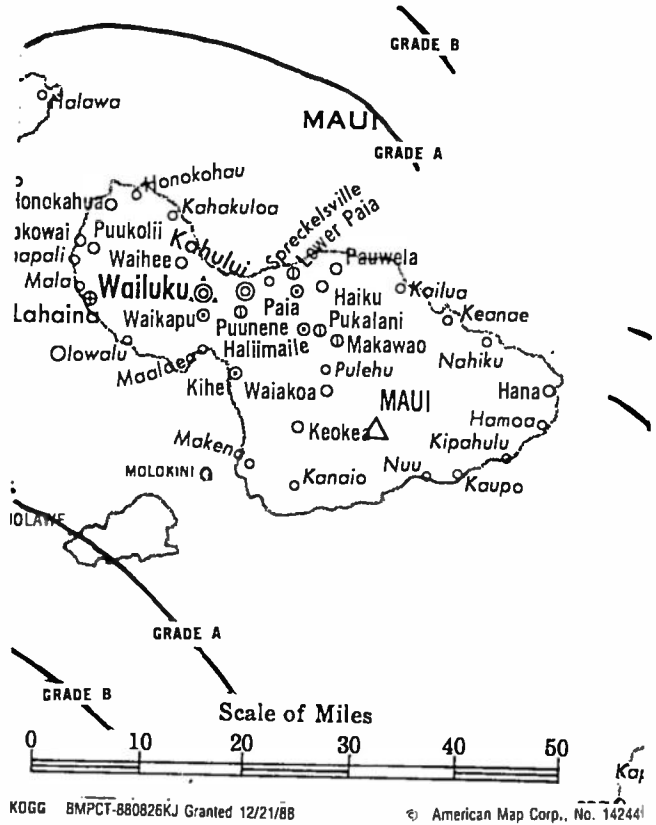 GRADE B
Halawa
MAUI
GRADE A
Honokohau
Honokahua
Kahakuloa
Spreckelsville
Lower Paia
Puukolii
Kahului
Pauwela
Waihee
Mala
Wailuku
Paia
Haiku
Kailua
Lahaina
Waikapu
Puunene
Pukalani
Keanae
Olowalu
Haliimaile
Makawao
Nahiku
Maalaea
Pulehu
Kihei
Waiakoa
MAUI
Hana
Keokea
Hamoa
Makena
Kipahulu
MOLOKINI
Nuu
Kanaio
Kaupo
GRADE A
GRADE B
Scale of Miles
0 10 20 30 40 50
KOGG BMPCT-880826KJ Granted 12/21/88
© American Map Corp., No. 14244